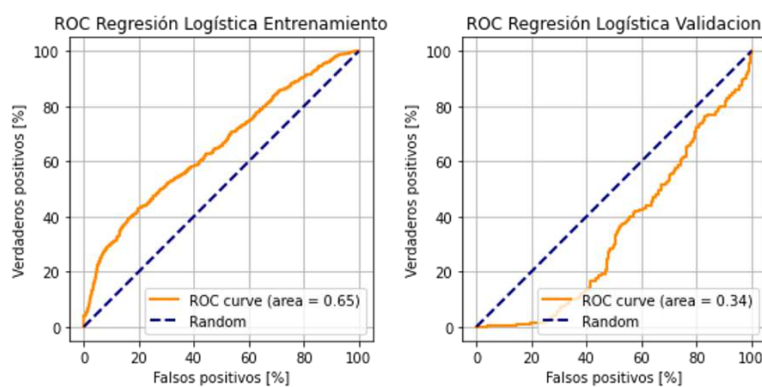 ROC Regresión Logística Entrenamiento
100
80
60
40
20
0
Verdaderos positivos [%]
ROC curve (area = 0.65)
Random
0 20 40 60 80 100
Falsos positivos [%]
ROC Regresión Logística Validacion
100
80
60
40
20
0
Verdaderos positivos [%]
ROC curve (area = 0.34)
Random
0 20 40 60 80 100
Falsos positivos [%]